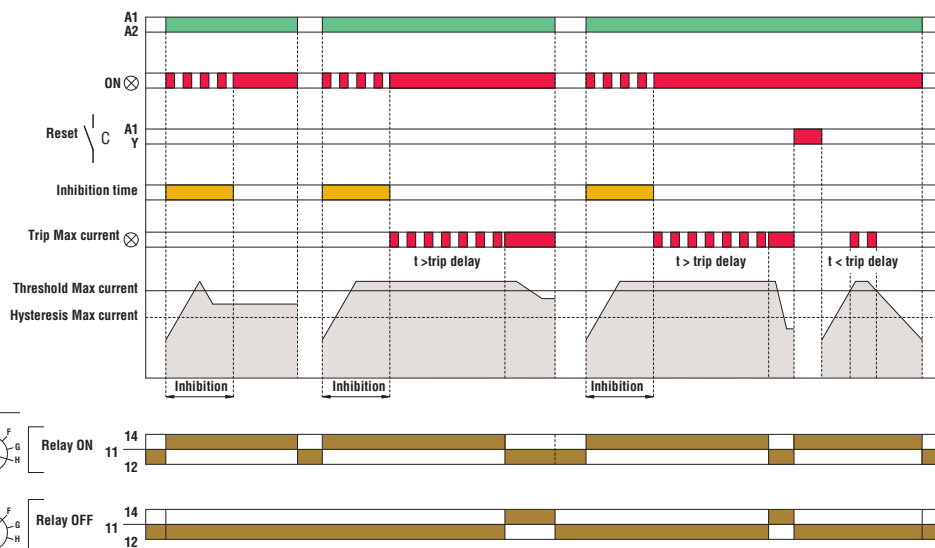 A1
A2
ON
Reset
C
A1
Y
Inhibition time
Trip Max current
t >trip delay
t > trip delay
t < trip delay
Threshold Max current
Hysteresis Max current
Inhibition
Inhibition
Inhibition
F
G
H
Relay ON
14
11
12
F
G
H
Relay OFF
14
11
12